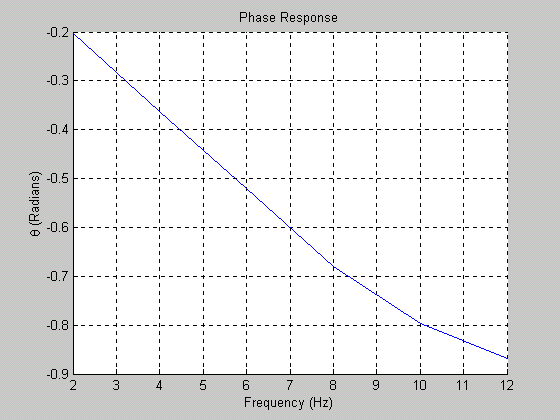 Phase Response
-0.2
-0.3
-0.4
-0.5
-0.6
-0.7
-0.8
-0.9
θ (Radians)
2 3 4 5 6 7 8 9 10 11 12
Frequency (Hz)